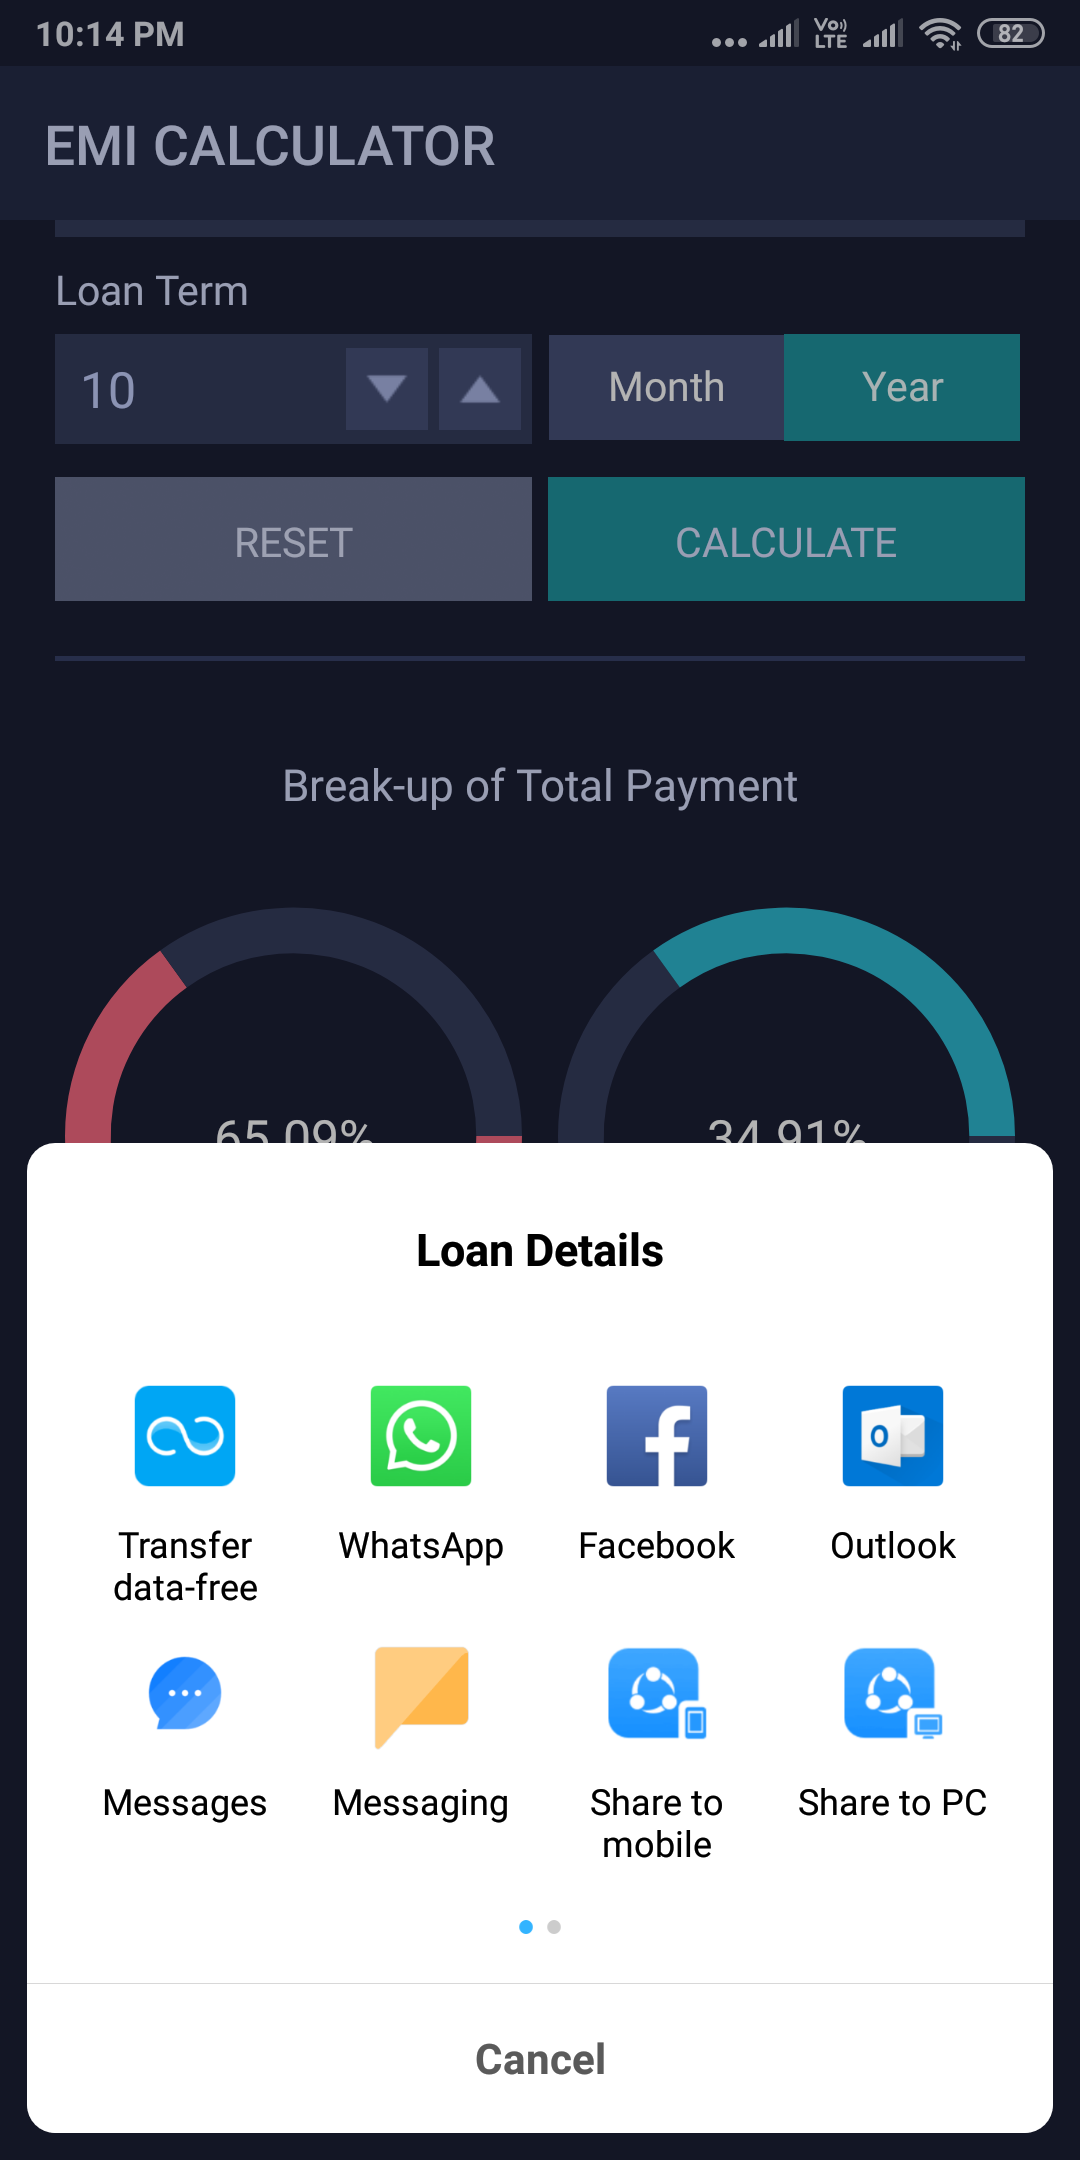 10:14 PM
Vo)) LTE
82
EMI CALCULATOR
Loan Term
10
Month
Year
RESET
CALCULATE
Break-up of Total Payment
65.09%
34.91%
Loan Details
Transfer
data-free
WhatsApp
Facebook
Outlook
Messages
Messaging
Share to
mobile
Share to PC
Cancel